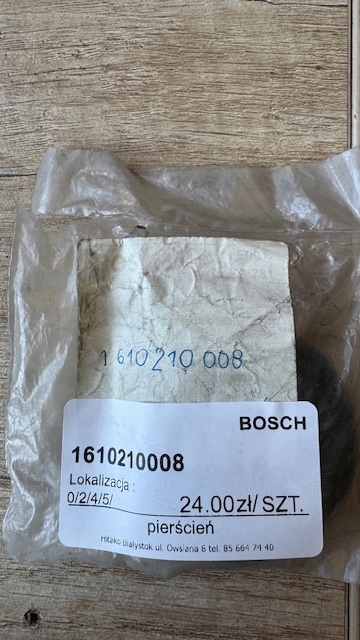 1 610 210 008
BOSCH
1610210008
Lokalizacja :
0/2/4/5/
24.00zł/SZT.
pierścień
Hitako Białystok ul. Owsiana 6 tel. 85 664 74 40